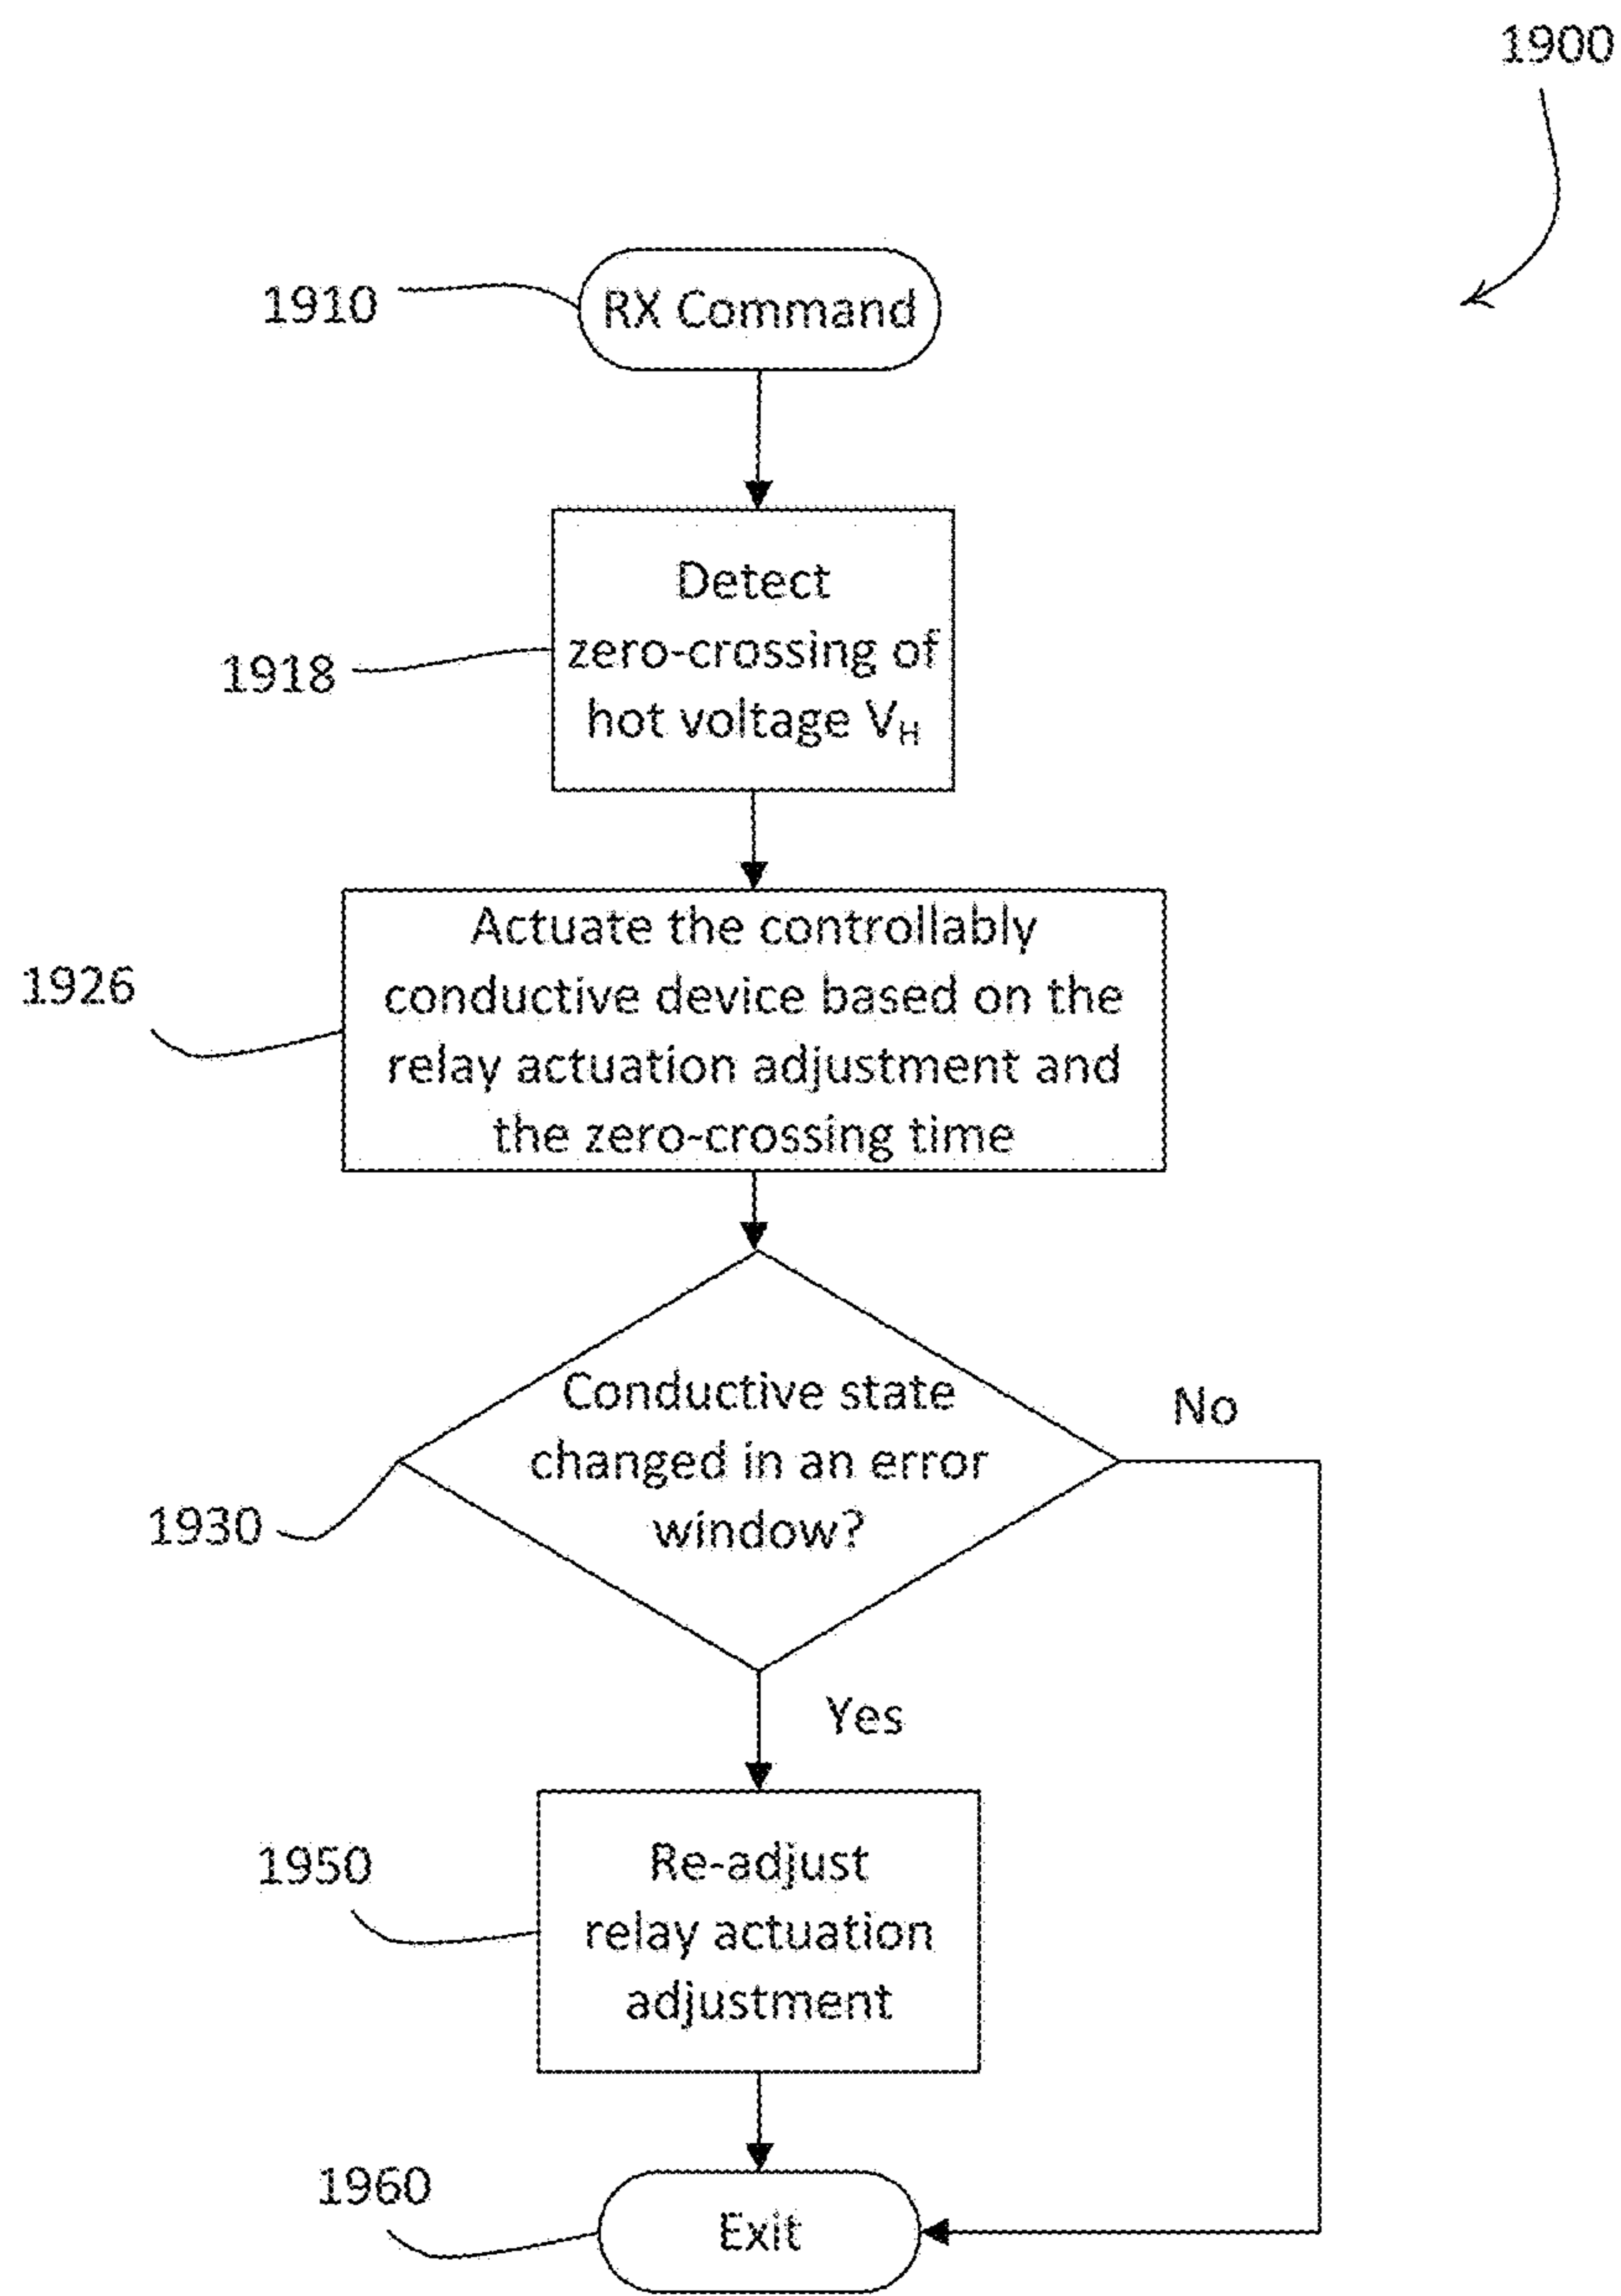 1900
1910
RX Command
Detect
zero-crossing of
hot voltage V_H
1918
Actuate the controllably
conductive device based on the
relay actuation adjustment and
the zero-crossing time
1926
Conductive state
changed in an error
window?
No
1930
Yes
Re-adjust
relay actuation
adjustment
1950
1960
Exit